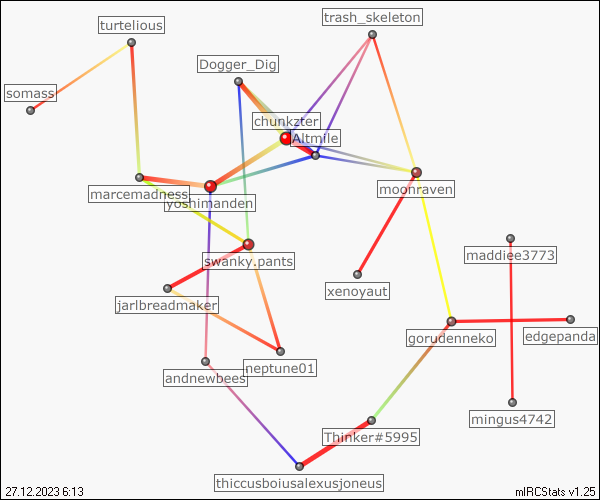 trash_skeleton
turtelious
Dogger_Dig
somass
chunkzter
Altmile
moonraven
marcemadness
yoshimanden
maddiee3773
swanky.pants
xenoyaut
jarlbreadmaker
gorudenneko
edgepanda
neptune01
andnewbees
mingus4742
Thinker#5995
thiccusboiusalexusjoneus
27.12.2023 6:13
mIRCStats v1.25